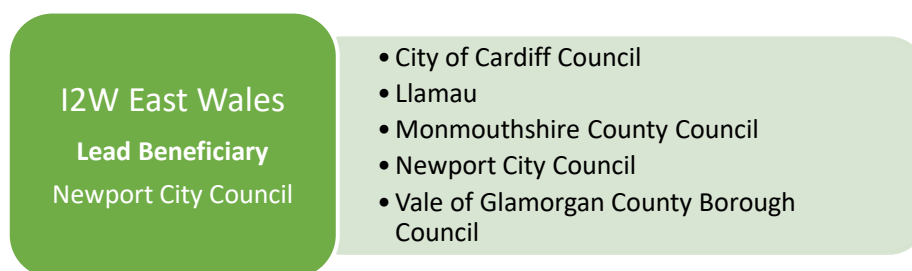 I2W East Wales
Lead Beneficiary
Newport City Council
• City of Cardiff Council
• Llamau
• Monmouthshire County Council
• Newport City Council
• Vale of Glamorgan County Borough
Council